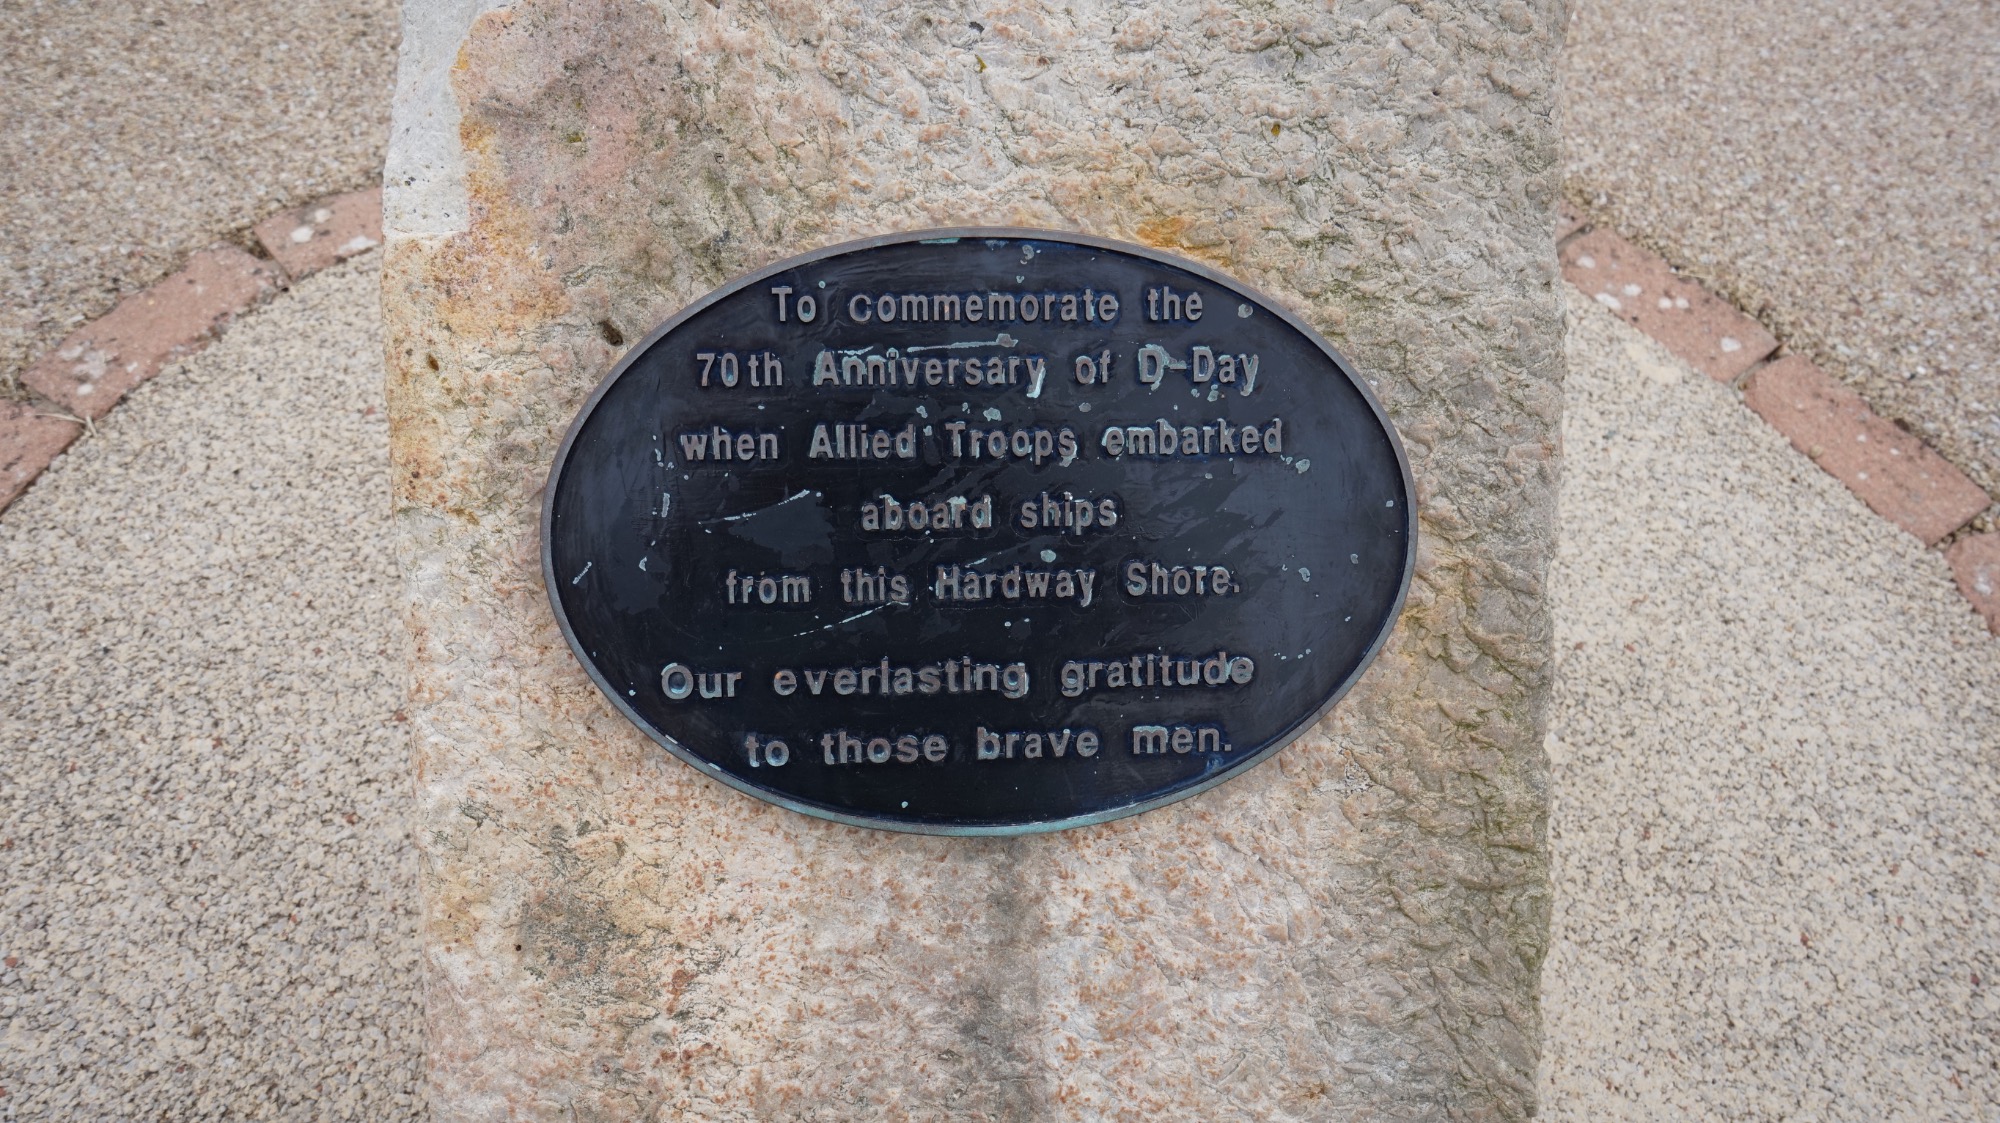 To commemorate the
70th Anniversary of D-Day
when Allied Troops embarked
aboard ships
from this Hardway Shore.
Our everlasting gratitude
to those brave men.